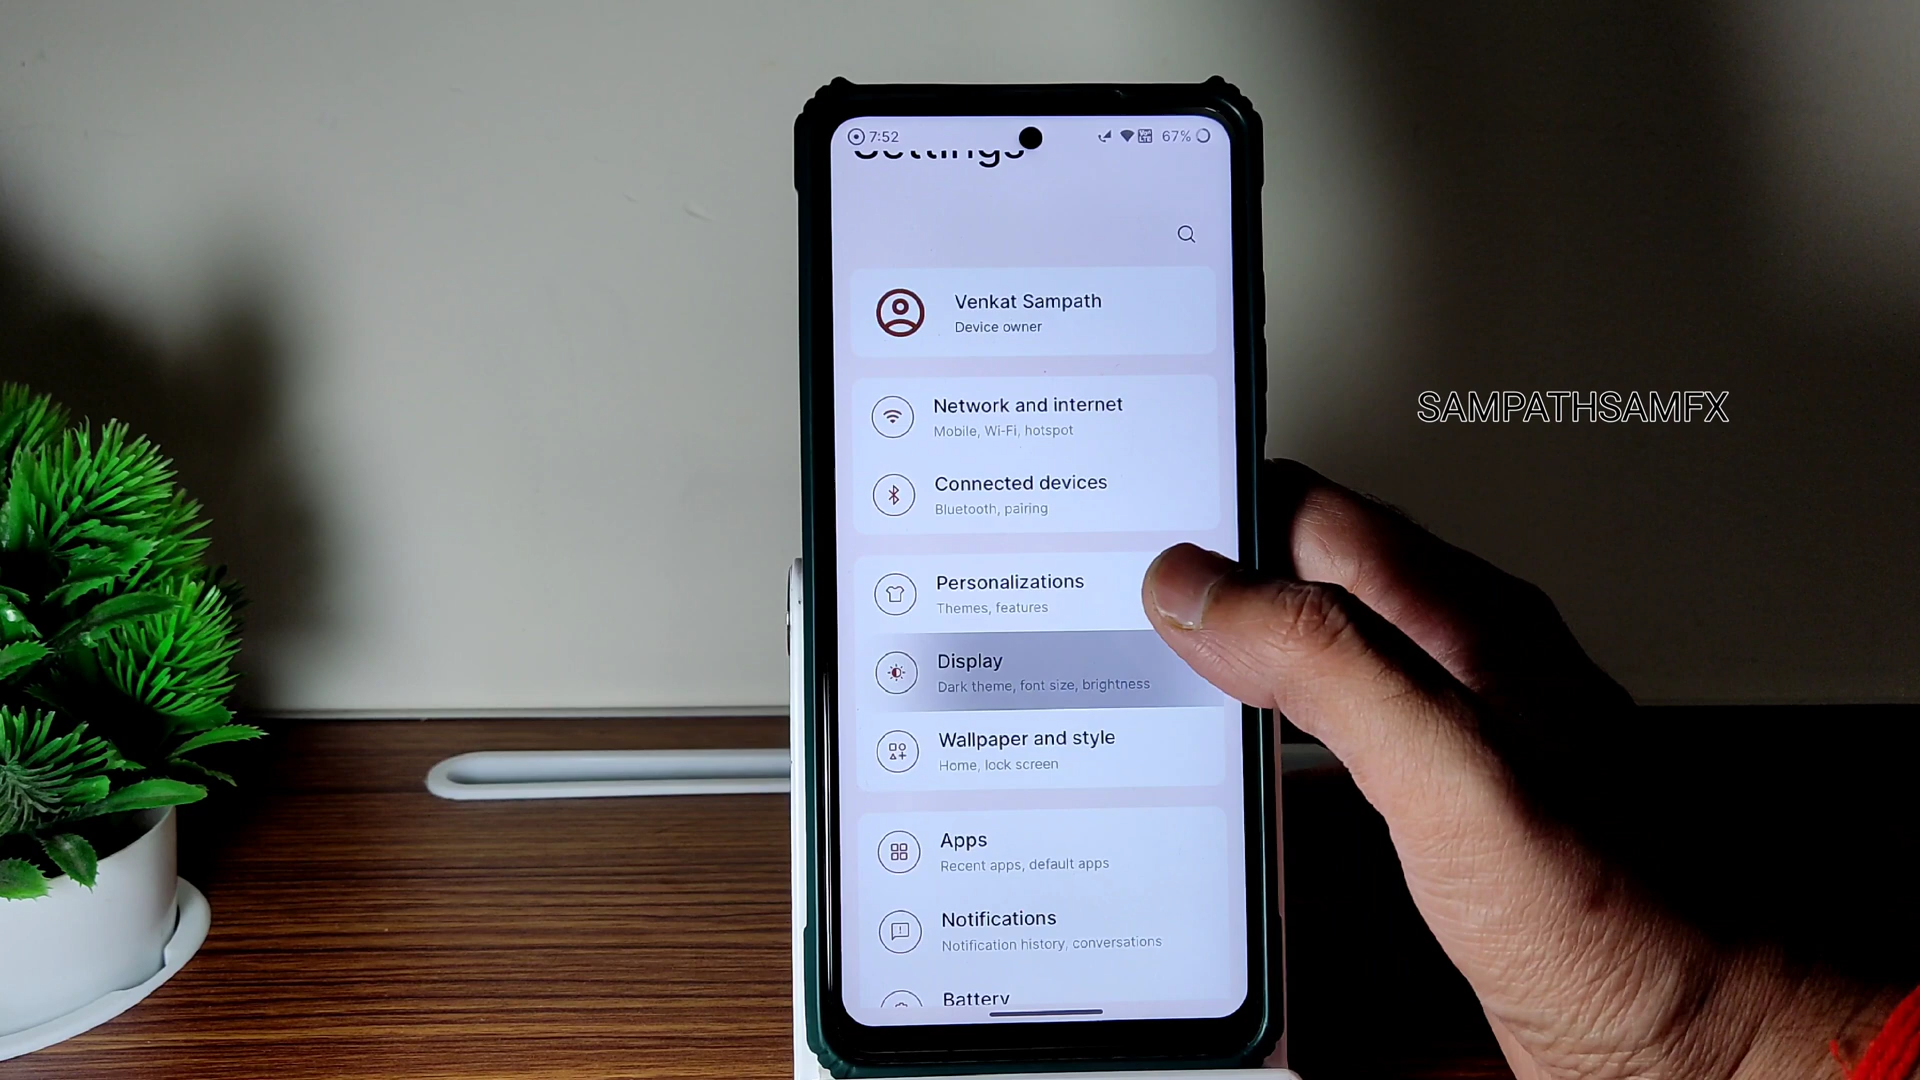 7:52
67%
Settings
Venkat Sampath
Device owner
Network and internet
Mobile, Wi-Fi, hotspot
Connected devices
Bluetooth, pairing
Personalizations
Themes, features
Display
Dark theme, font size, brightness
Wallpaper and style
Home, lock screen
Apps
Recent apps, default apps
Notifications
Notification history, conversations
Battery
SAMPATHSAMFX